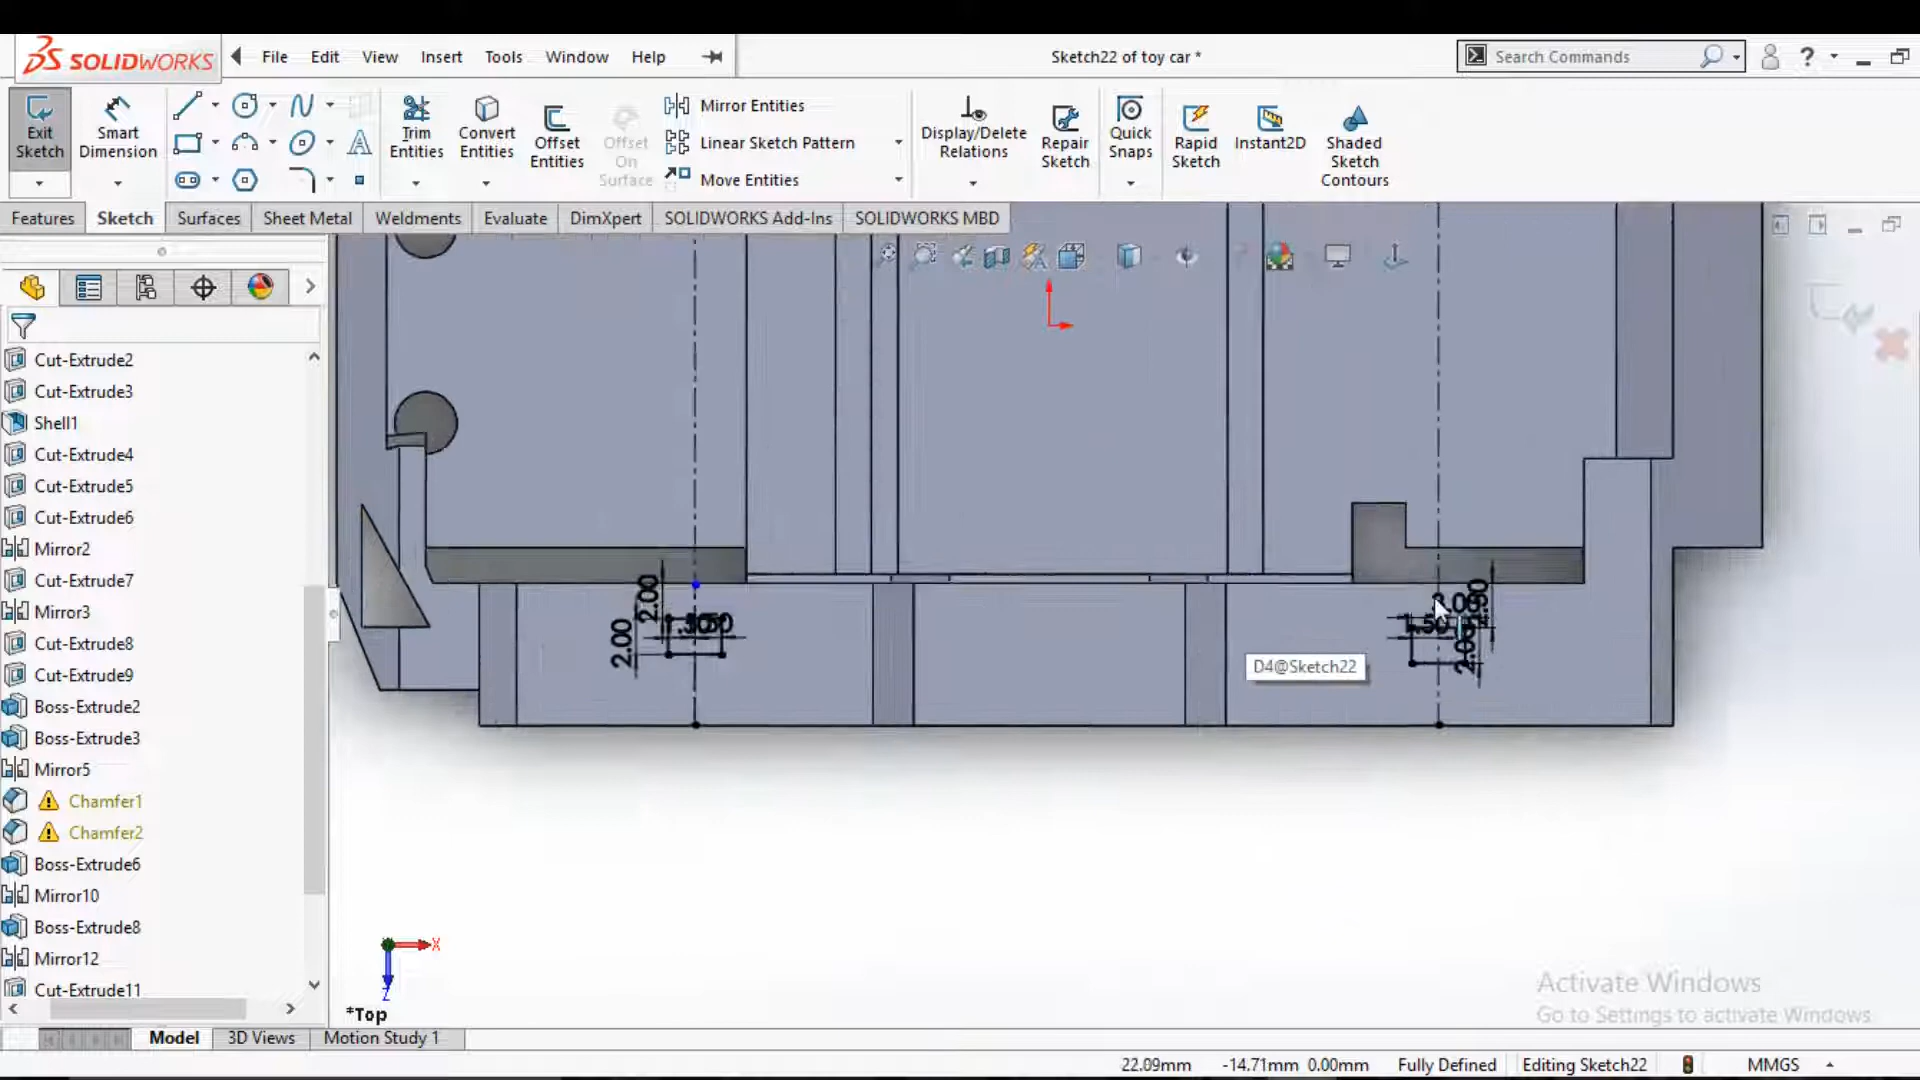 SOLIDWORKS
File Edit View Insert Tools Window Help
Sketch22 of toy car *
Search Commands
?
Exit Sketch
Smart Dimension
Trim Entities
Convert Entities
Offset Entities
Offset On Surface
Mirror Entities
Linear Sketch Pattern
Move Entities
Display/Delete Relations
Repair Sketch
Quick Snaps
Rapid Sketch
Instant2D
Shaded Sketch Contours
Features Sketch Surfaces Sheet Metal Weldments Evaluate DimXpert SOLIDWORKS Add-Ins SOLIDWORKS MBD
Cut-Extrude2
Cut-Extrude3
Shell1
Cut-Extrude4
Cut-Extrude5
Cut-Extrude6
Mirror2
Cut-Extrude7
Mirror3
Cut-Extrude8
Cut-Extrude9
Boss-Extrude2
Boss-Extrude3
Mirror5
Chamfer1
Chamfer2
Boss-Extrude6
Mirror10
Boss-Extrude8
Mirror12
Cut-Extrude11
2.00
2.00
D4@Sketch22
X
Z
*Top
Activate Windows
Go to Settings to activate Windows.
Model 3D Views Motion Study 1
22.09mm -14.71mm 0.00mm Fully Defined Editing Sketch22 MMGS